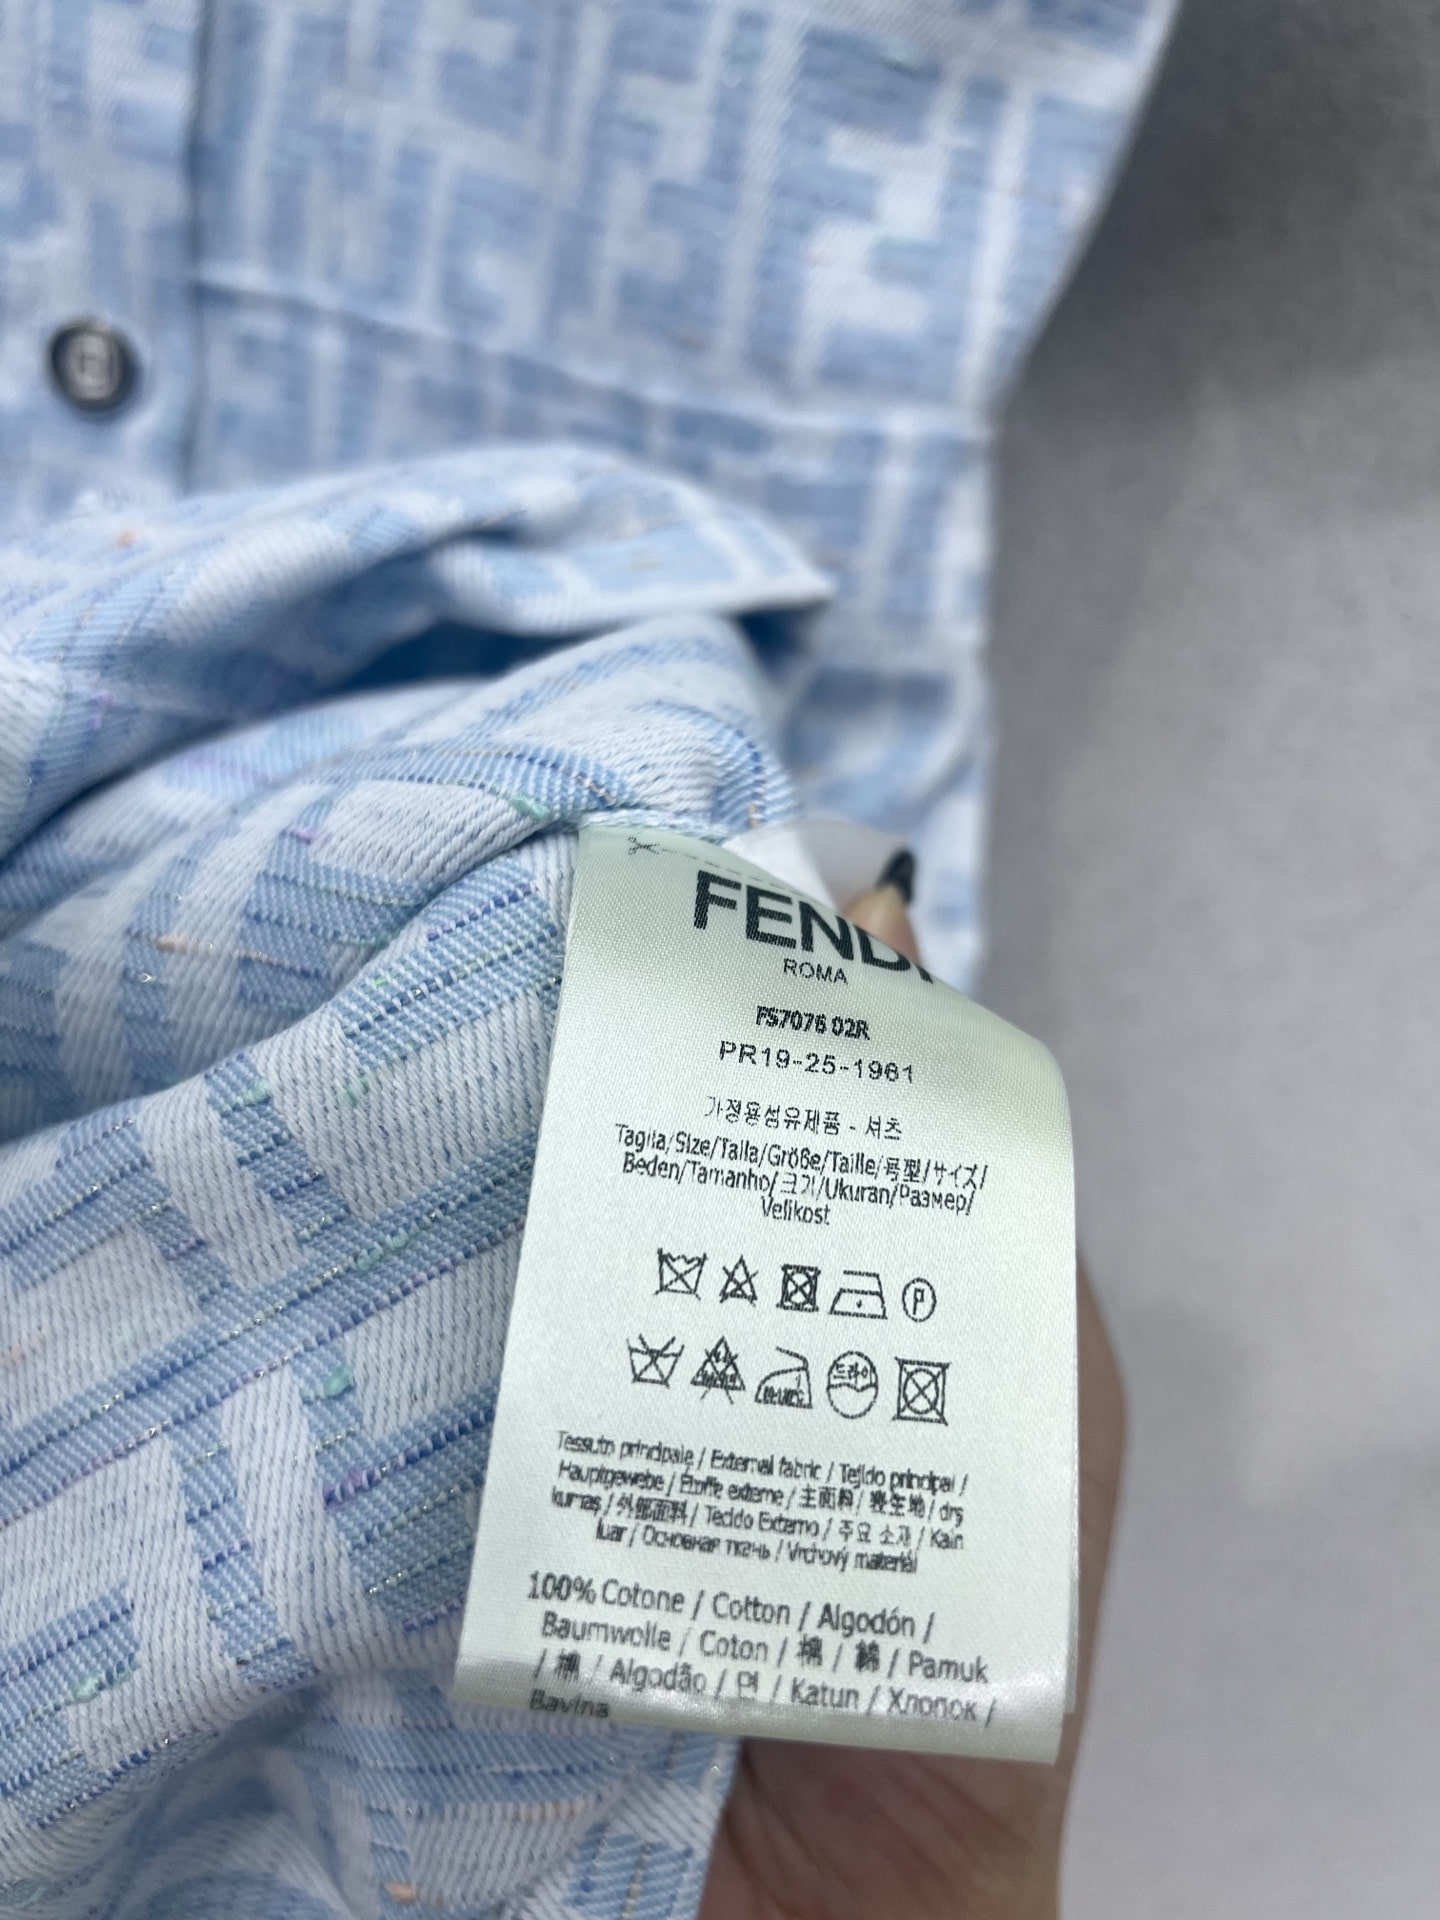 FENDI
ROMA
FS7076 02R
PR19-25-1961
가정용섬유제품 - 셔츠
Taglia/Size/Talla/Größe/Taille/号型/サイズ/
Beden/Tamanho/크기/Ukuran/Размер/
Velikost
드라이
Tessuto principale / External fabric / Tejido principal /
Hauptgewebe / Étoffe externe / 主面料 / 表生地 / dış
kumaş / 外部面料 / Tecido Externo / 주요 소재 / Kain
luar / Основная ткань / Vrchový materiál
100% Cotone / Cotton / Algodón /
Baumwolle / Coton / 棉 / 綿 / Pamuk
/ 棉 / Algodão / 면 / Katun / Хлопок /
Bavlna